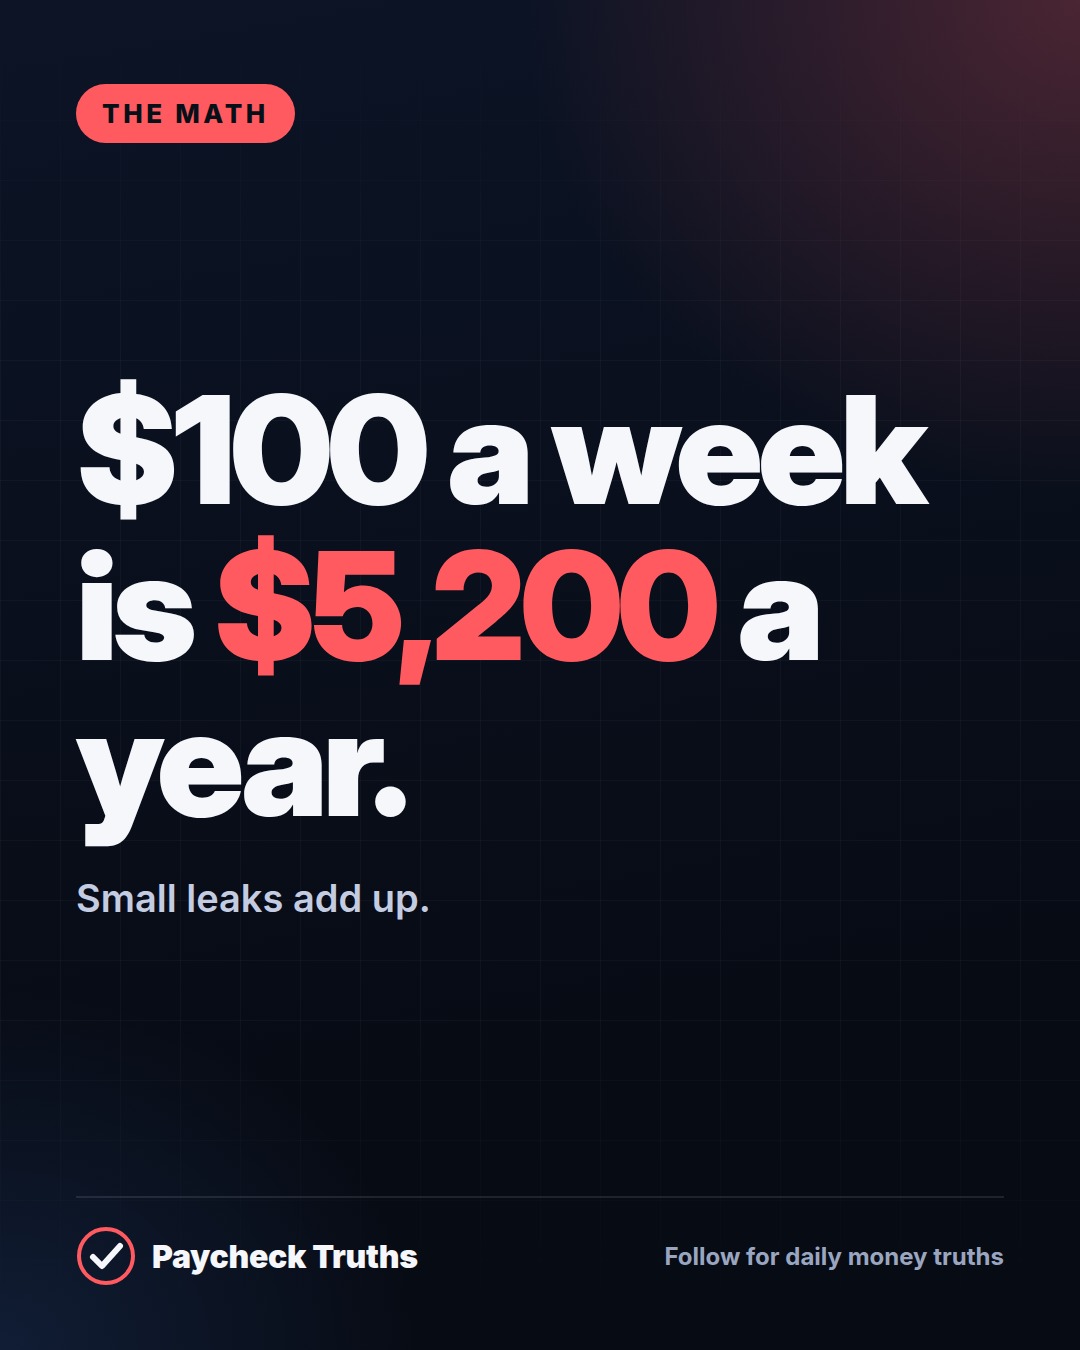 THE MATH
$100 a week
is $5,200 a
year.
Small leaks add up.
Paycheck Truths
Follow for daily money truths